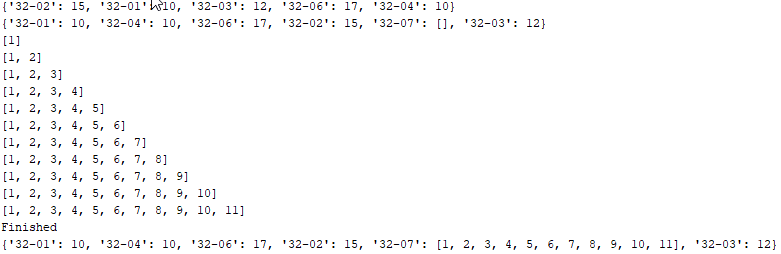 {'32-02': 15, '32-01': 10, '32-03': 12, '32-06': 17, '32-04': 10}
{'32-01': 10, '32-04': 10, '32-06': 17, '32-02': 15, '32-07': [], '32-03': 12}
[1]
[1, 2]
[1, 2, 3]
[1, 2, 3, 4]
[1, 2, 3, 4, 5]
[1, 2, 3, 4, 5, 6]
[1, 2, 3, 4, 5, 6, 7]
[1, 2, 3, 4, 5, 6, 7, 8]
[1, 2, 3, 4, 5, 6, 7, 8, 9]
[1, 2, 3, 4, 5, 6, 7, 8, 9, 10]
[1, 2, 3, 4, 5, 6, 7, 8, 9, 10, 11]
Finished
{'32-01': 10, '32-04': 10, '32-06': 17, '32-02': 15, '32-07': [1, 2, 3, 4, 5, 6, 7, 8, 9, 10, 11], '32-03': 12}